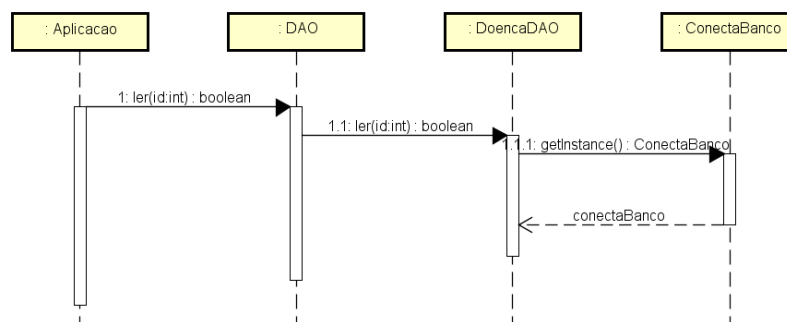 : Aplicacao
: DAO
: DoencaDAO
: ConectaBanco
1: ler(id:int) : boolean
1.1: ler(id:int) : boolean
1.1.1: getInstance() : ConectaBanco
conectaBanco